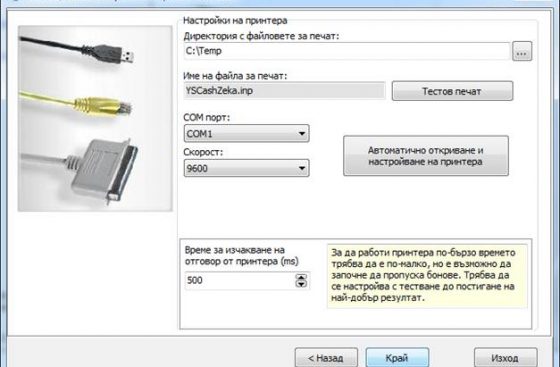 Настройки на принтера
Директория с файловете за печат:
C:\Temp
...
Име на файла за печат:
YSCashZeka.inp
Тестов печат
COM порт:
COM1
Скорост:
9600
Автоматично откриване и
настройване на принтера
Време за изчакване на
отговор от принтера (ms)
500
За да работи принтера по-бързо времето
трябва да е по-малко, но е възможно да
започне да пропуска бонове. Трябва да
се настройва с тестване до постигане на
най-добър резултат.
< Назад
Край
Изход